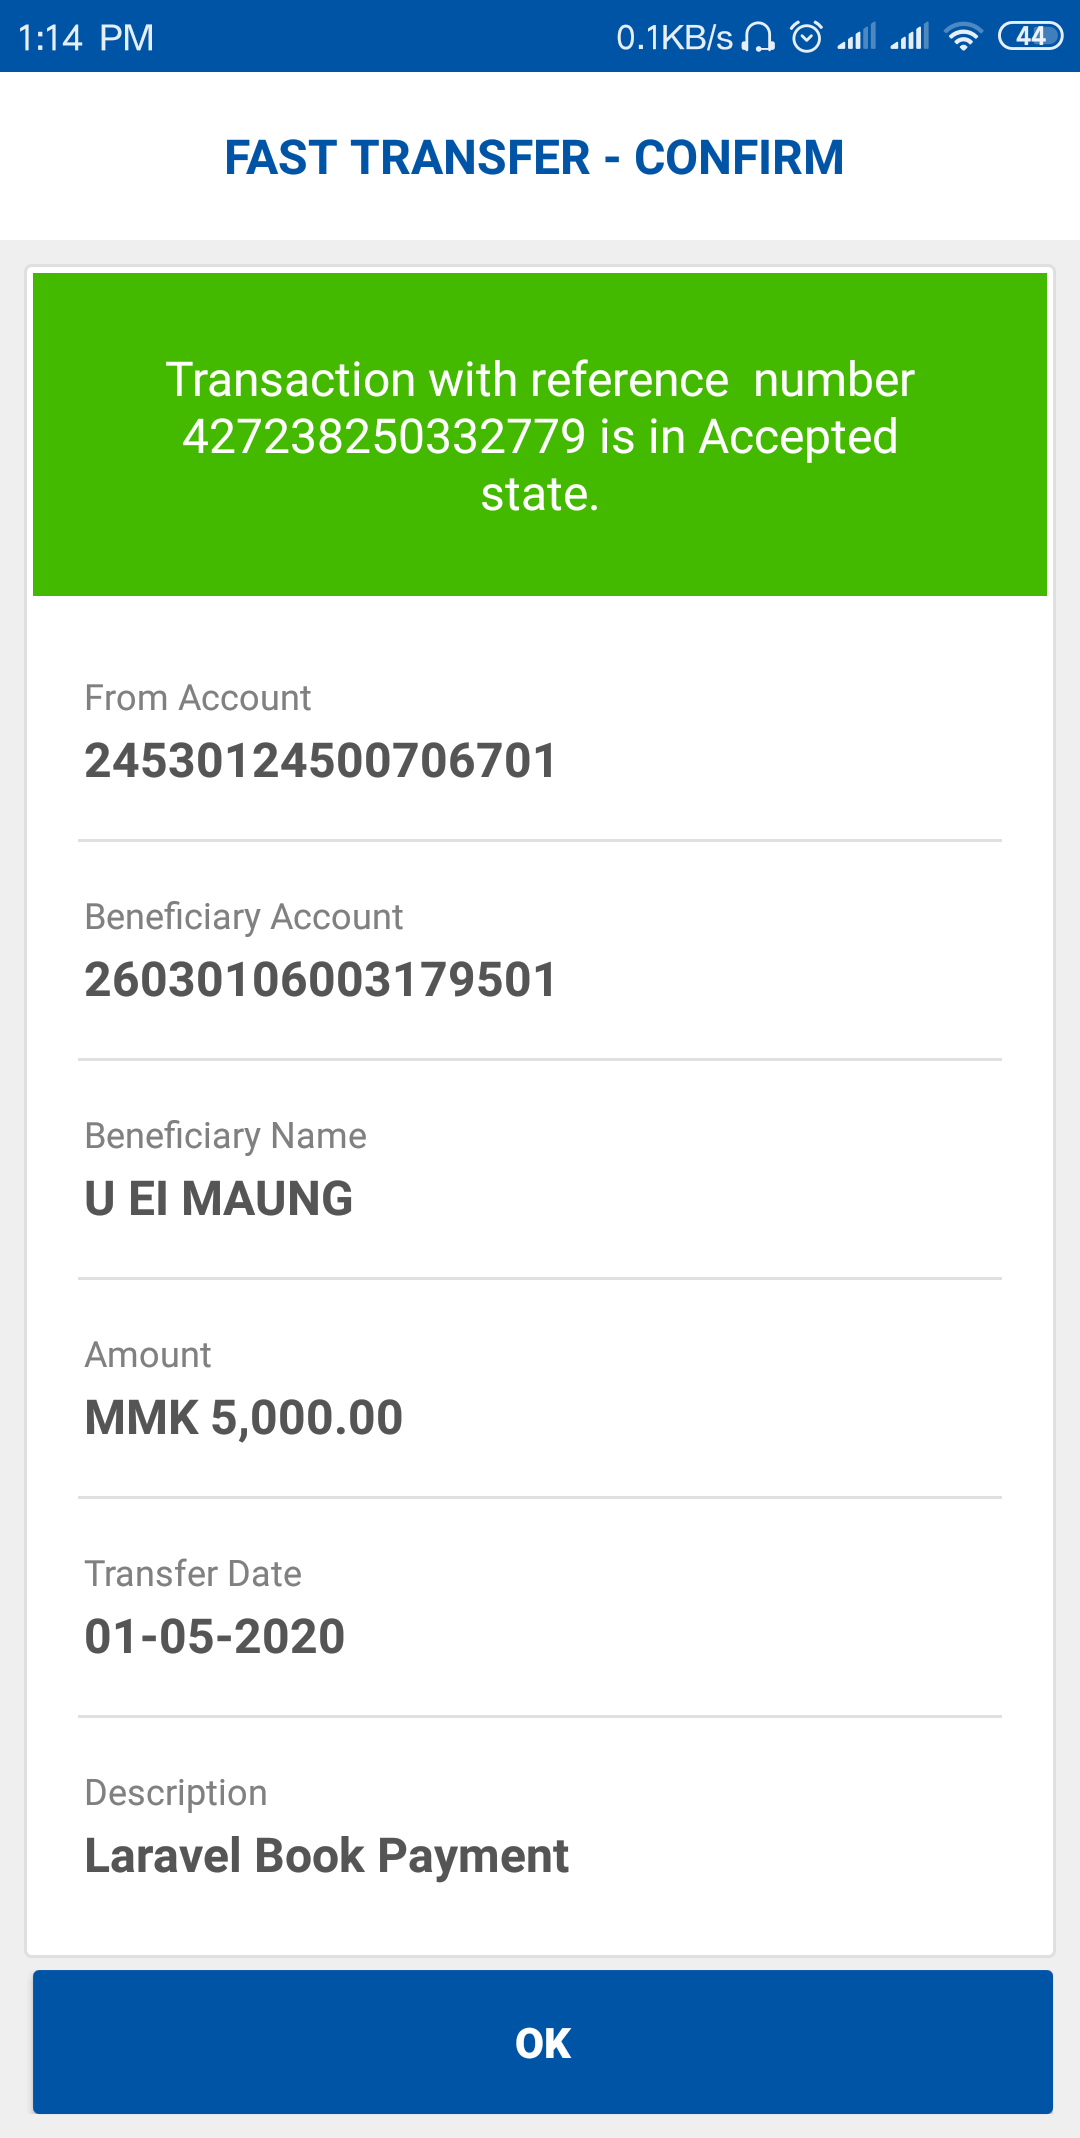 1:14 PM 0.1KB/s 44
FAST TRANSFER - CONFIRM
Transaction with reference number
427238250332779 is in Accepted
state.
From Account
24530124500706701
Beneficiary Account
26030106003179501
Beneficiary Name
U EI MAUNG
Amount
MMK 5,000.00
Transfer Date
01-05-2020
Description
Laravel Book Payment
OK